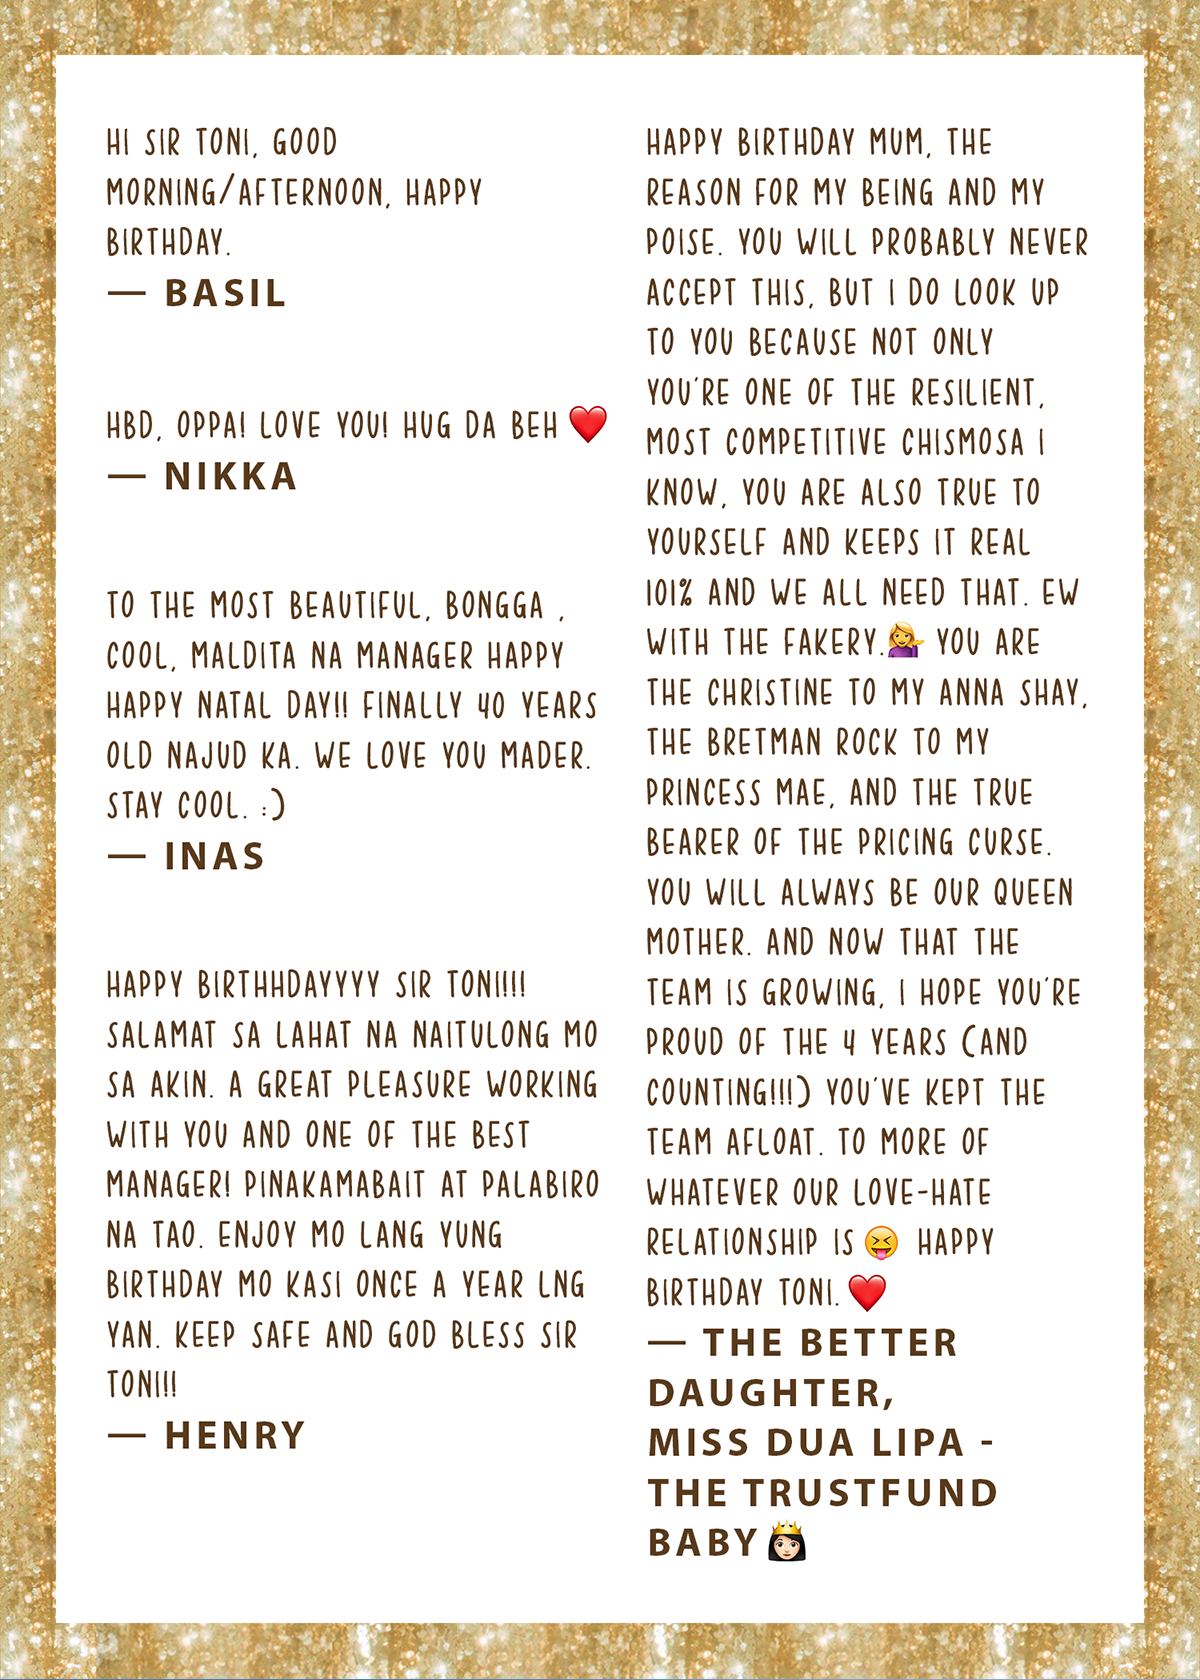 HI SIR TONI, GOOD
MORNING/AFTERNOON, HAPPY
BIRTHDAY.
— BASIL
HBD, OPPA! LOVE YOU! HUG DA BEH ❤️
— NIKKA
TO THE MOST BEAUTIFUL, BONGGA ,
COOL, MALDITA NA MANAGER HAPPY
HAPPY NATAL DAY!! FINALLY 40 YEARS
OLD NAJUD KA. WE LOVE YOU MADER.
STAY COOL. :)
— INAS
HAPPY BIRTHHDAYYYY SIR TONI!!!!
SALAMAT SA LAHAT NA NAITULONG MO
SA AKIN. A GREAT PLEASURE WORKING
WITH YOU AND ONE OF THE BEST
MANAGER! PINAKAMABAIT AT PALABIRO
NA TAO. ENJOY MO LANG YUNG
BIRTHDAY MO KASI ONCE A YEAR LNG
YAN. KEEP SAFE AND GOD BLESS SIR
TONI!!!
— HENRY
HAPPY BIRTHDAY MUM, THE
REASON FOR MY BEING AND MY
POISE. YOU WILL PROBABLY NEVER
ACCEPT THIS, BUT I DO LOOK UP
TO YOU BECAUSE NOT ONLY
YOU'RE ONE OF THE RESILIENT,
MOST COMPETITIVE CHISMOSA I
KNOW, YOU ARE ALSO TRUE TO
YOURSELF AND KEEPS IT REAL
101% AND WE ALL NEED THAT. EW
WITH THE FAKERY.💁‍♀️ YOU ARE
THE CHRISTINE TO MY ANNA SHAY,
THE BRETMAN ROCK TO MY
PRINCESS MAE, AND THE TRUE
BEARER OF THE PRICING CURSE.
YOU WILL ALWAYS BE OUR QUEEN
MOTHER. AND NOW THAT THE
TEAM IS GROWING, I HOPE YOU'RE
PROUD OF THE 4 YEARS (AND
COUNTING!!!) YOU'VE KEPT THE
TEAM AFLOAT. TO MORE OF
WHATEVER OUR LOVE-HATE
RELATIONSHIP IS 😝 HAPPY
BIRTHDAY TONI. ❤️
— THE BETTER
DAUGHTER,
MISS DUA LIPA -
THE TRUSTFUND
BABY 👸🏻